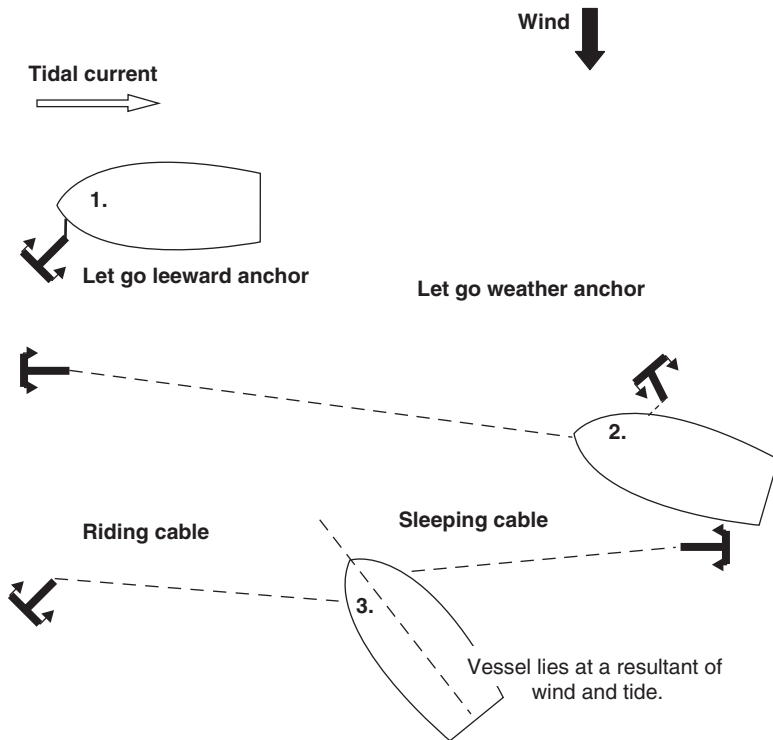 Wind
Tidal current
1.
Let go leeward anchor
Let go weather anchor
2.
Riding cable
Sleeping cable
3.
Vessel lies at a resultant of
wind and tide.